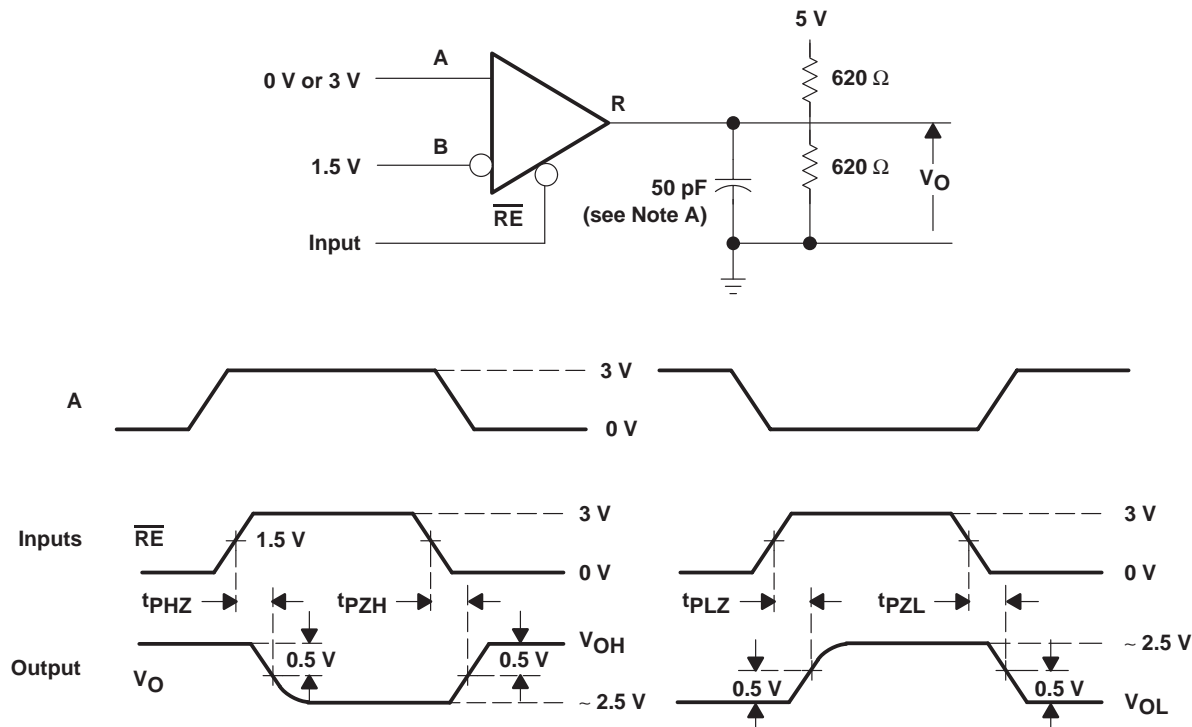 5 V
A
0 V or 3 V
620 Ω
R
B
1.5 V
620 Ω
VO
50 pF
(see Note A)
RE
Input
A
3 V
0 V
Inputs
RE
1.5 V
3 V
0 V
3 V
0 V
tPHZ
tPZH
tPLZ
tPZL
Output
VO
0.5 V
0.5 V
VOH
~ 2.5 V
0.5 V
0.5 V
~ 2.5 V
VOL